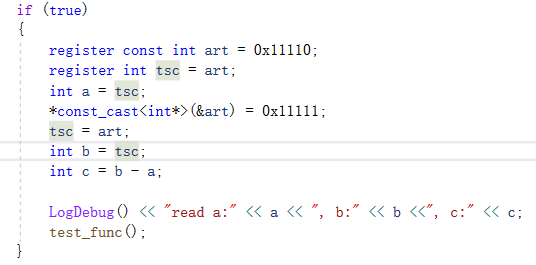 if (true)
{
register const int art = 0x11110;
register int tsc = art;
int a = tsc;
*const_cast<int*>(&art) = 0x11111;
tsc = art;
int b = tsc;
int c = b - a;
LogDebug() << "read a:" << a << ", b:" << b <<", c:" << c;
test_func();
}